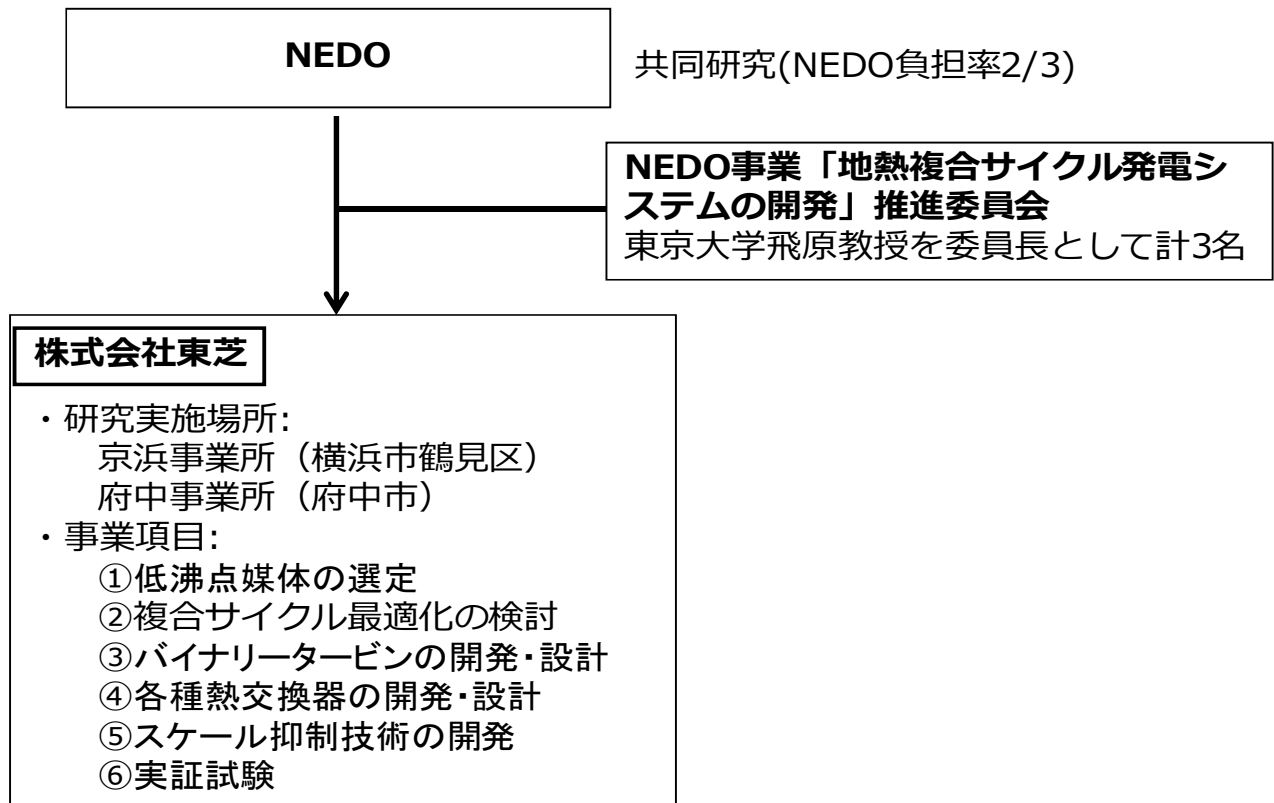 NEDO
共同研究(NEDO負担率2/3)
NEDO事業「地熱複合サイクル発電シ
ステムの開発」推進委員会
東京大学飛原教授を委員長として計3名
株式会社東芝
・研究実施場所:
京浜事業所（横浜市鶴見区）
府中事業所（府中市）
・事業項目:
①低沸点媒体の選定
②複合サイクル最適化の検討
③バイナリータービンの開発・設計
④各種熱交換器の開発・設計
⑤スケール抑制技術の開発
⑥実証試験